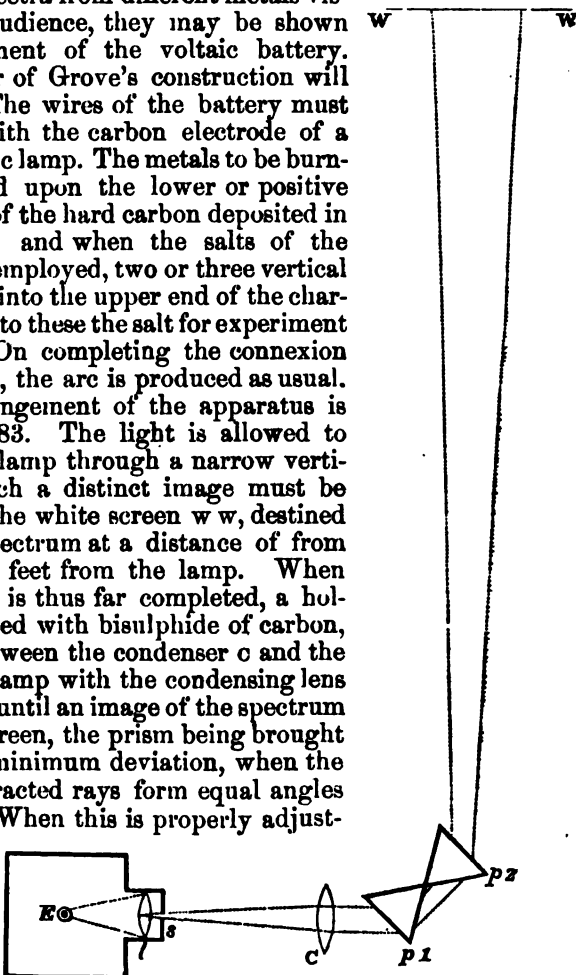 udience, they may be shown
ment of the voltaic battery.
r of Grove's construction will
The wires of the battery must
ith the carbon electrode of a
c lamp. The metals to be burn-
d upon the lower or positive
of the hard carbon deposited in
and when the salts of the
employed, two or three vertical
into the upper end of the char-
to these the salt for experiment
On completing the connexion
, the arc is produced as usual.
ngement of the apparatus is
83. The light is allowed to
lamp through a narrow verti-
ch a distinct image must be
he white screen w w, destined
ectrum at a distance of from
feet from the lamp. When
is thus far completed, a hol-
ed with bisulphide of carbon,
ween the condenser c and the
amp with the condensing lens
until an image of the spectrum
reen, the prism being brought
minimum deviation, when the
racted rays form equal angles
When this is properly adjust-
W W
E
l
s
C
p1
p2